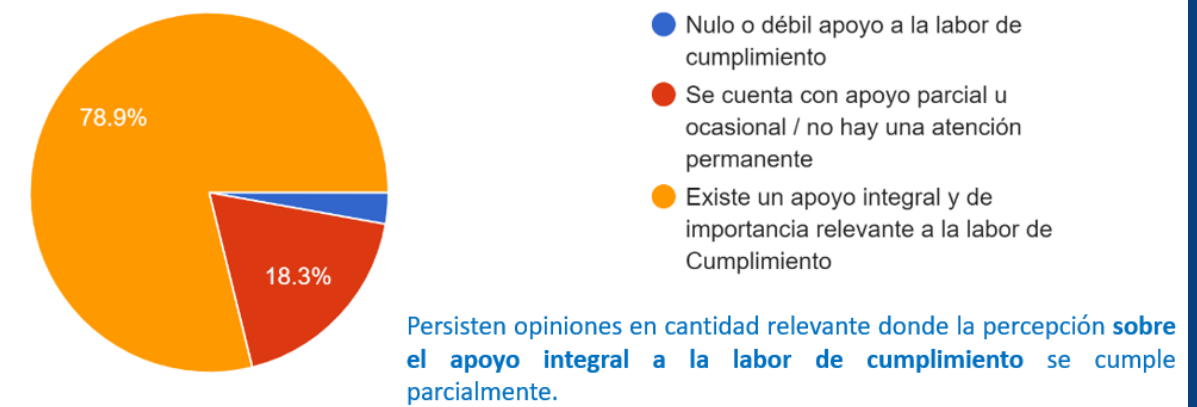 78.9%
18.3%
Nulo o débil apoyo a la labor de
cumplimiento
Se cuenta con apoyo parcial u
ocasional / no hay una atención
permanente
Existe un apoyo integral y de
importancia relevante a la labor de
Cumplimiento
Persisten opiniones en cantidad relevante donde la percepción sobre
el apoyo integral a la labor de cumplimiento se cumple
parcialmente.